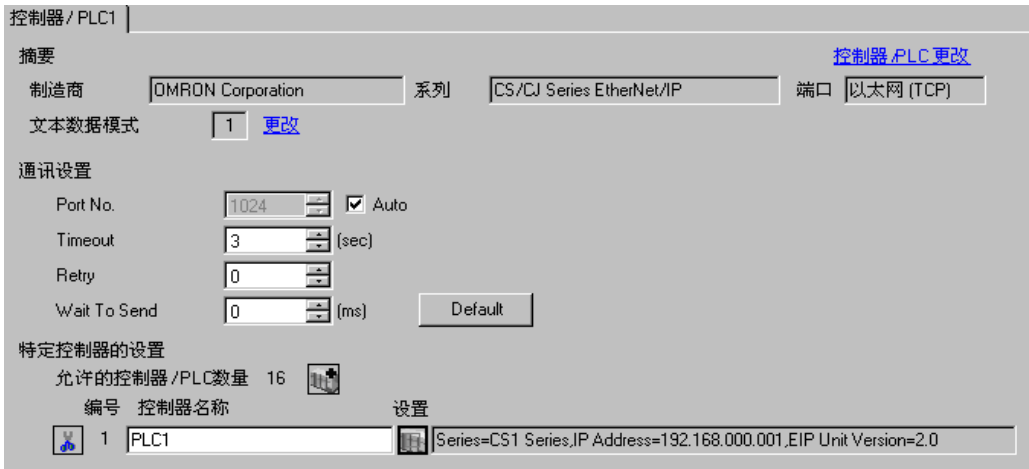 控制器/PLC1
摘要 控制器/PLC更改
制造商 OMRON Corporation 系列 CS/CJ Series EtherNet/IP 端口 以太网 (TCP)
文本数据模式 1 更改
通讯设置
Port No. 1024 Auto
Timeout 3 (sec)
Retry 0
Wait To Send 0 (ms) Default
特定控制器的设置
允许的控制器/PLC数量 16
编号 控制器名称 设置
1 PLC1 Series=CS1 Series,IP Address=192.168.000.001,EIP Unit Version=2.0